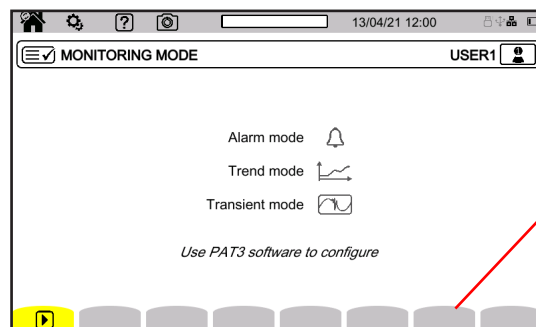 ?
13/04/21 12:00
MONITORING MODE
USER1
Alarm mode
Trend mode
Transient mode
Use PAT3 software to configure